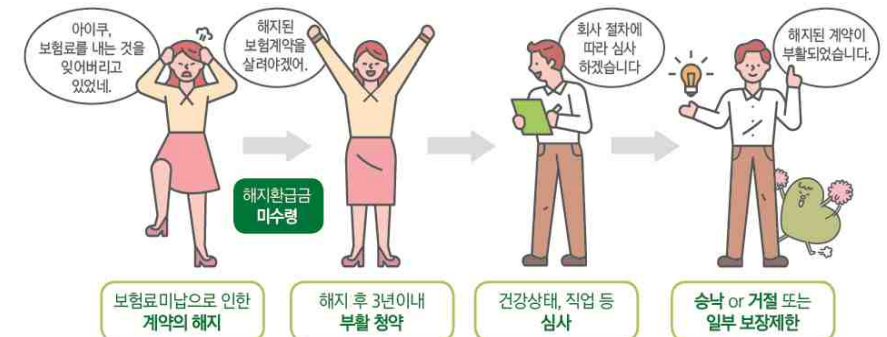 아이쿠,
보험료를 내는 것을
잊어버리고
있었네.
해지된
보험계약을
살려야겠어.
회사 절차에
따라 심사
하겠습니다
해지된 계약이
부활되었습니다.
해지환급금
미수령
보험료미납으로 인한
계약의 해지
해지 후 3년이내
부활 청약
건강상태, 직업 등
심사
승낙 or 거절 또는
일부 보장제한